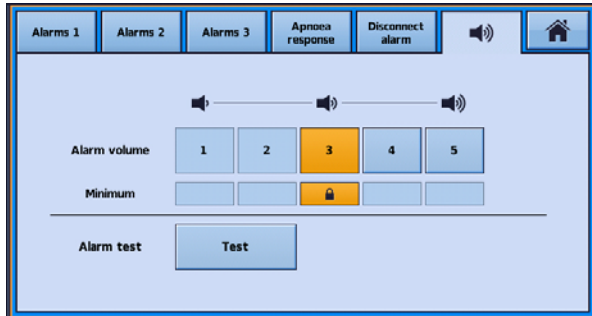 Alarms 1
Alarms 2
Alarms 3
Apnoea
response
Disconnect
alarm
Alarm volume
1
2
3
4
5
Minimum
Alarm test
Test